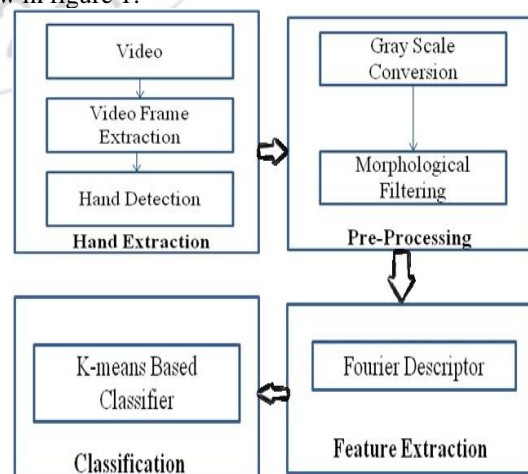 w in figure 1.
Video
Video Frame
Extraction
Hand Detection
Hand Extraction
Gray Scale
Conversion
Morphological
Filtering
Pre-Processing
K-means Based
Classifier
Classification
Fourier Descriptor
Feature Extraction